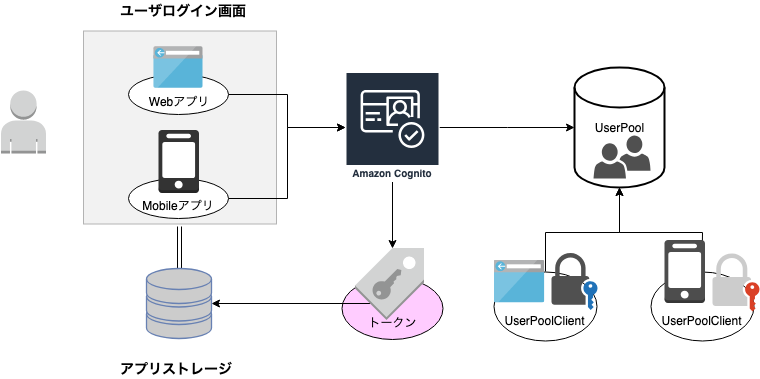 ユーザログイン画面
Webアプリ
Mobileアプリ
Amazon Cognito
UserPool
トークン
UserPoolClient
UserPoolClient
アプリストレージ